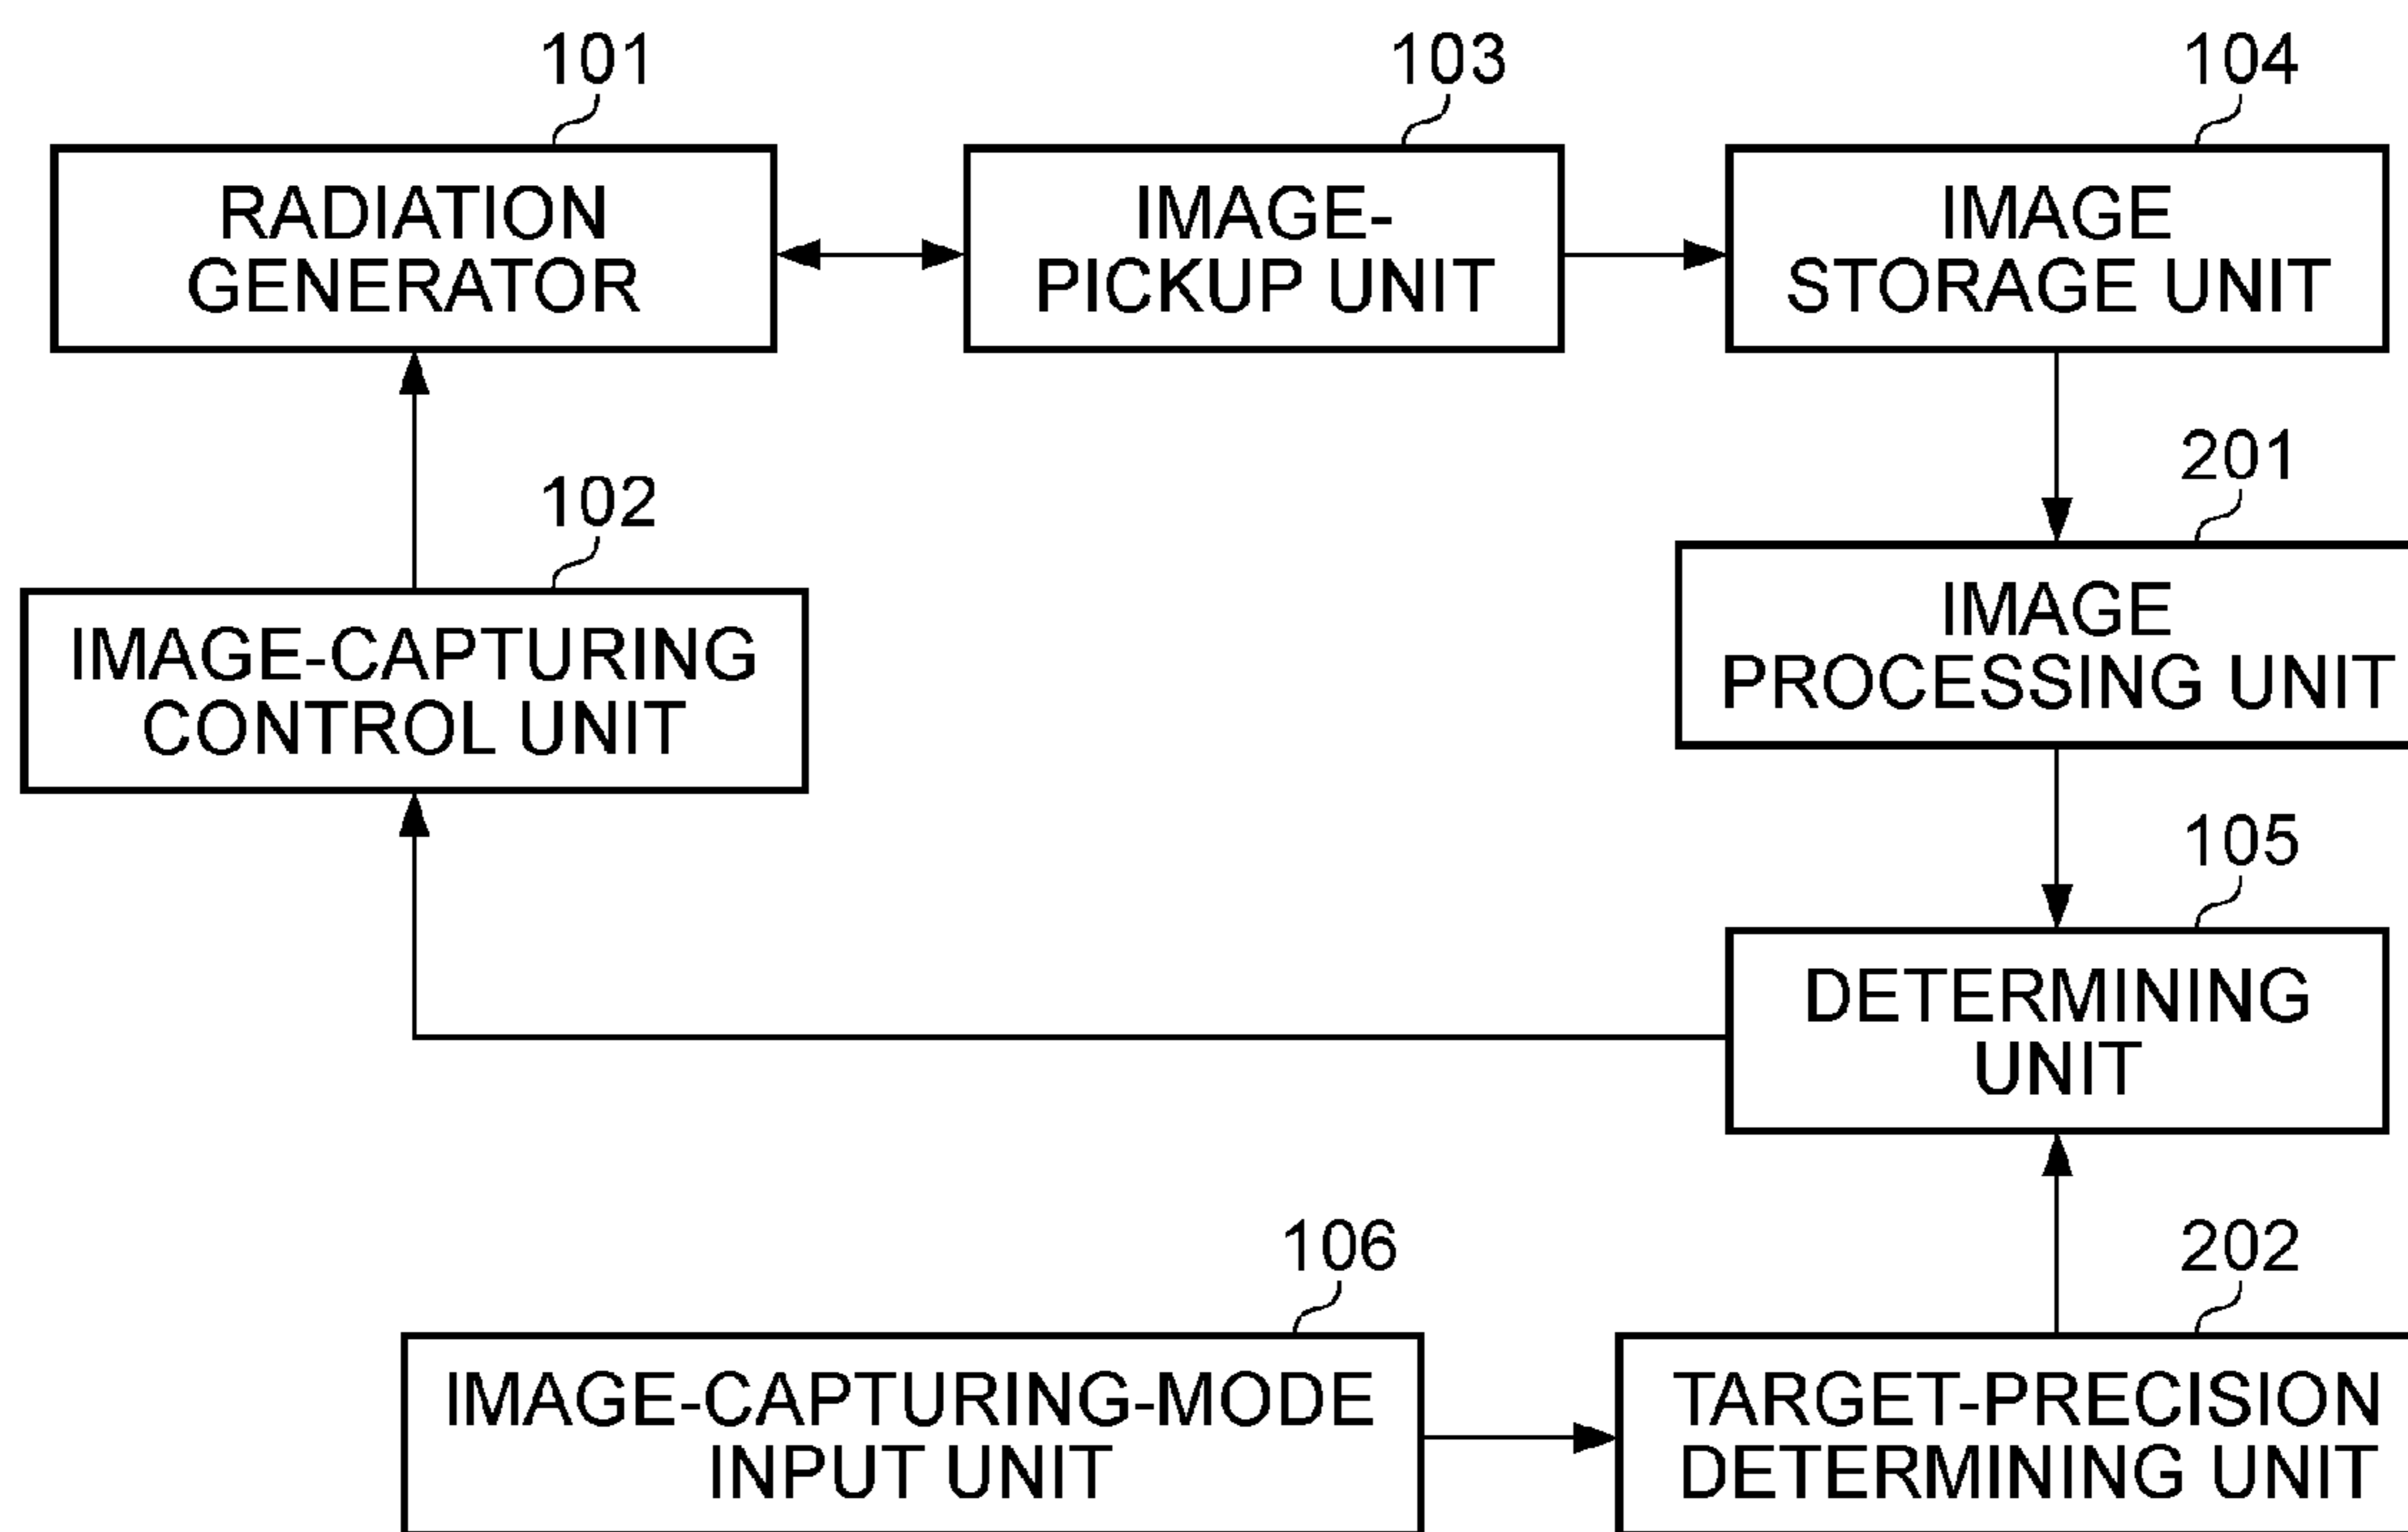 101
RADIATION
GENERATOR
103
IMAGE-
PICKUP UNIT
104
IMAGE
STORAGE UNIT
102
IMAGE-CAPTURING
CONTROL UNIT
201
IMAGE
PROCESSING UNIT
105
DETERMINING
UNIT
106
IMAGE-CAPTURING-MODE
INPUT UNIT
202
TARGET-PRECISION
DETERMINING UNIT